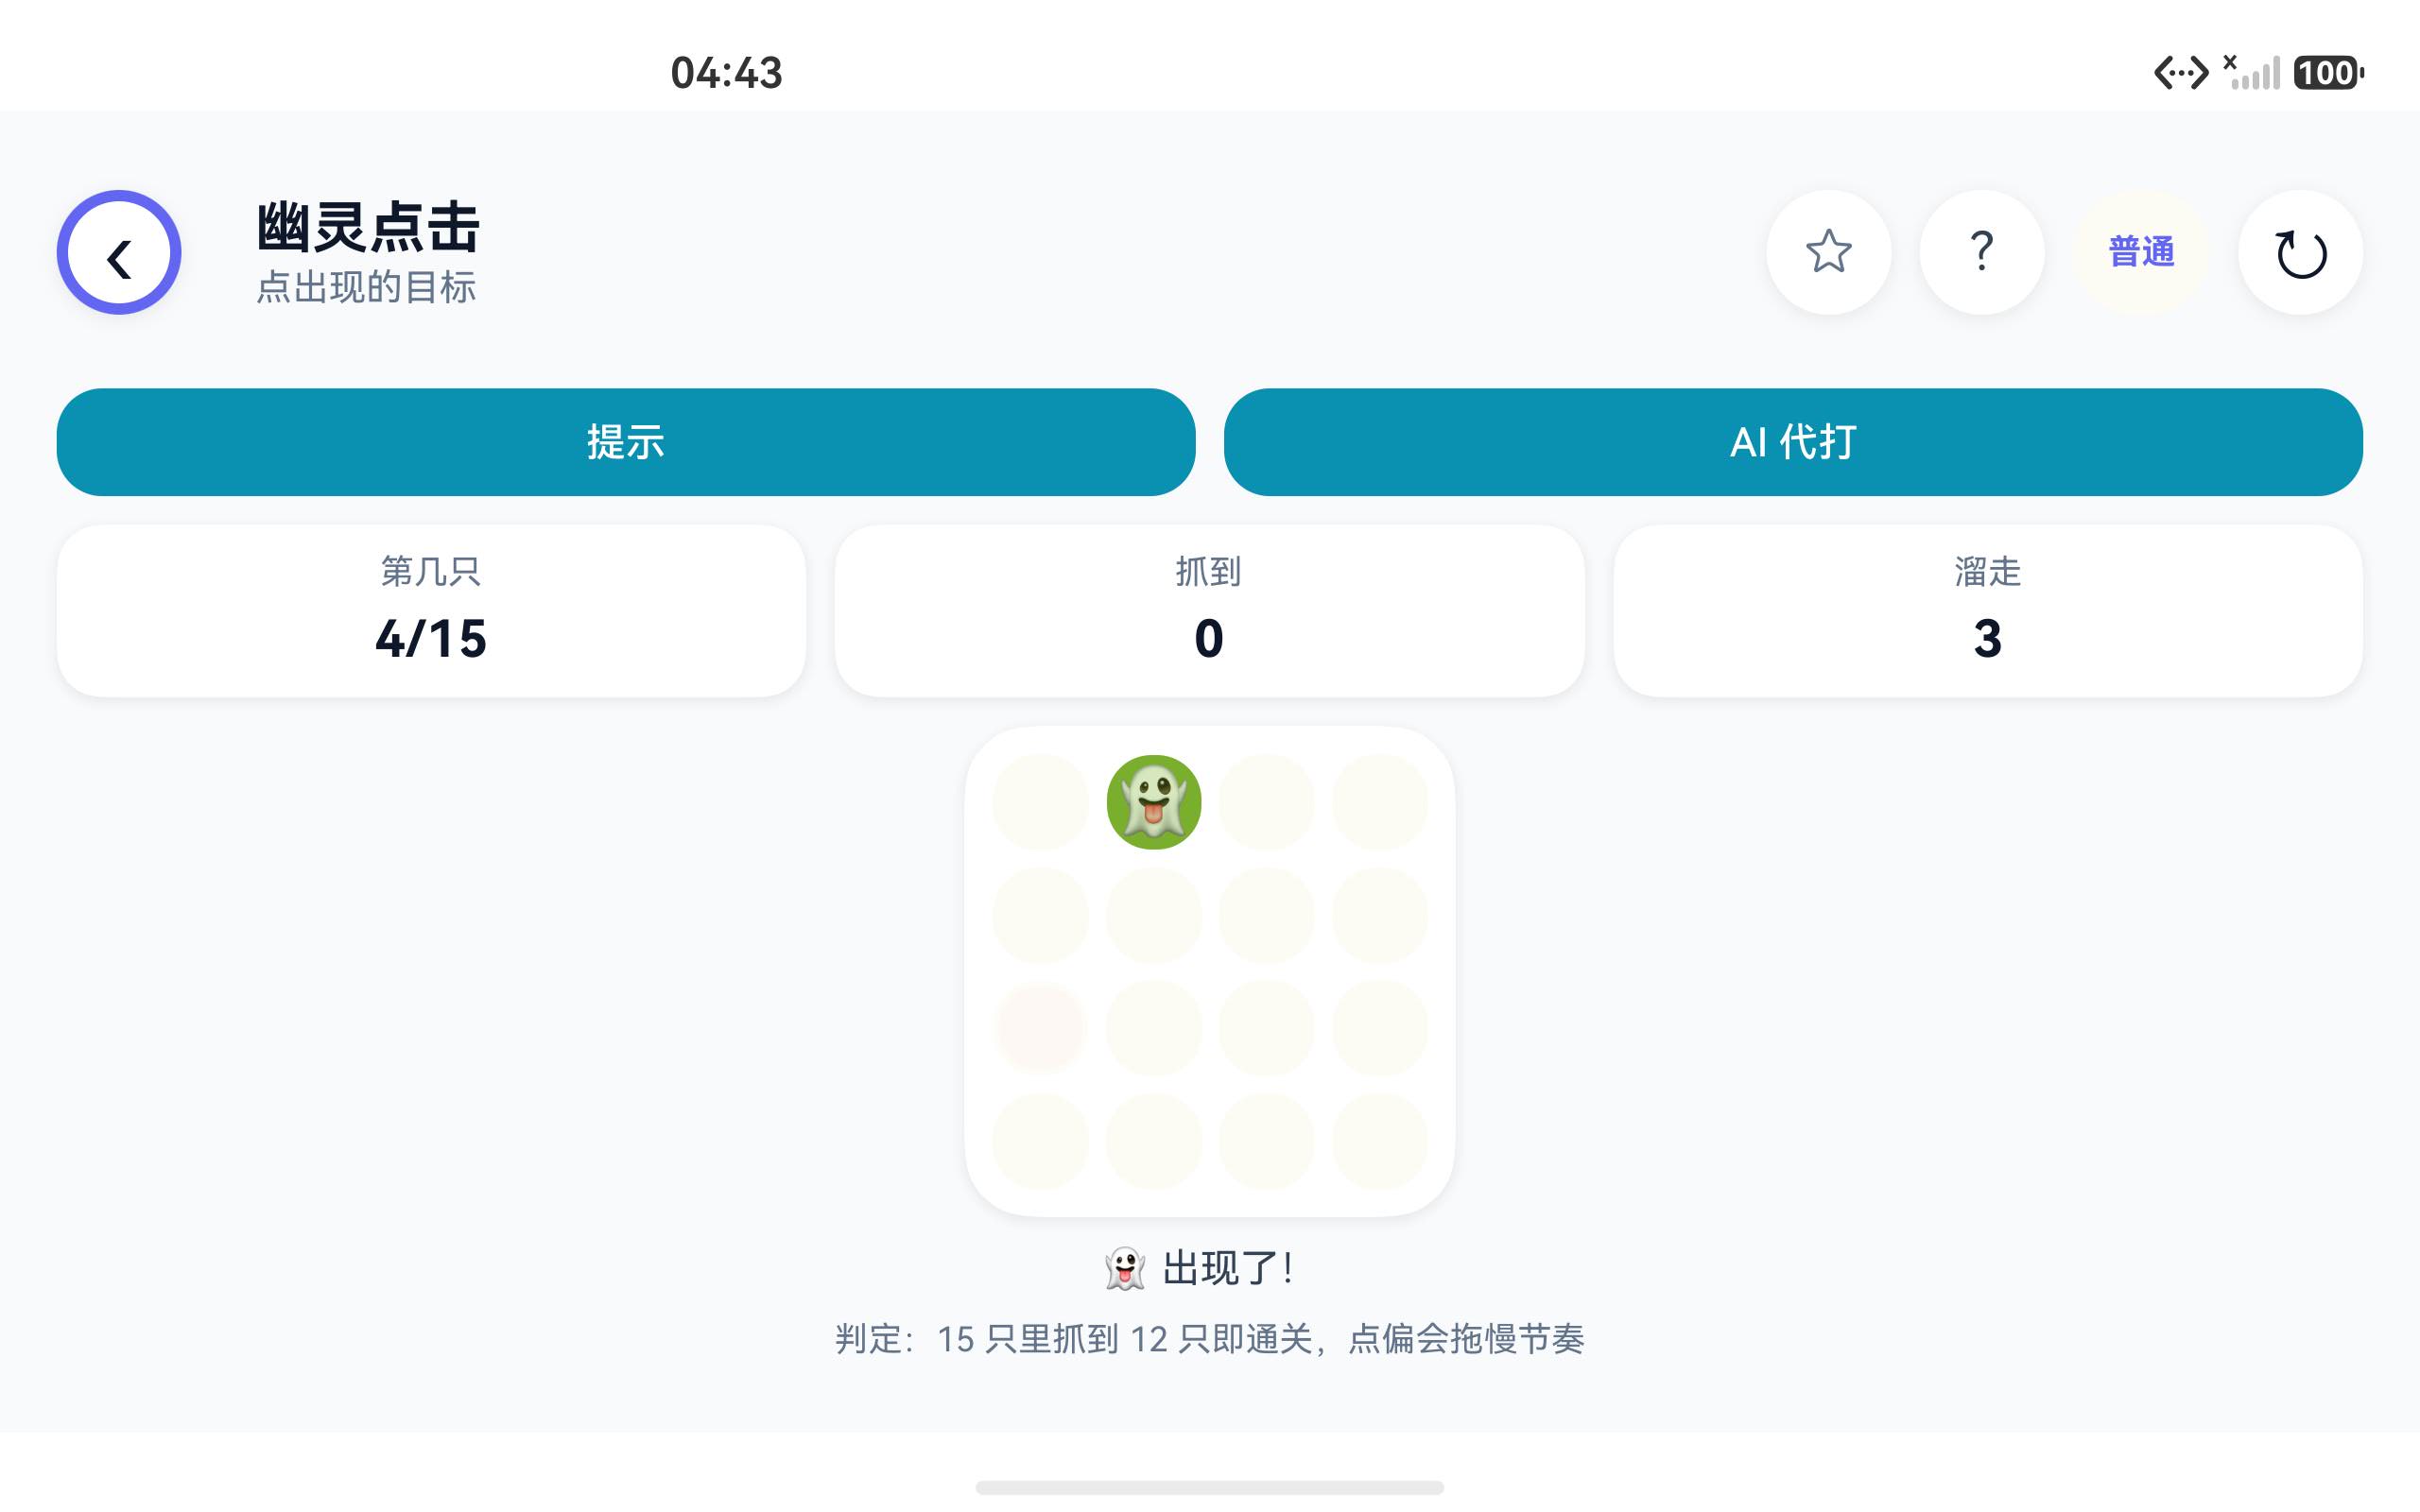 04:43
100
幽灵点击
点出现的目标
?
普通
提示
AI 代打
第几只
4/15
抓到
0
溜走
3
👻 出现了!
判定: 15 只里抓到 12 只即通关,点偏会拖慢节奏